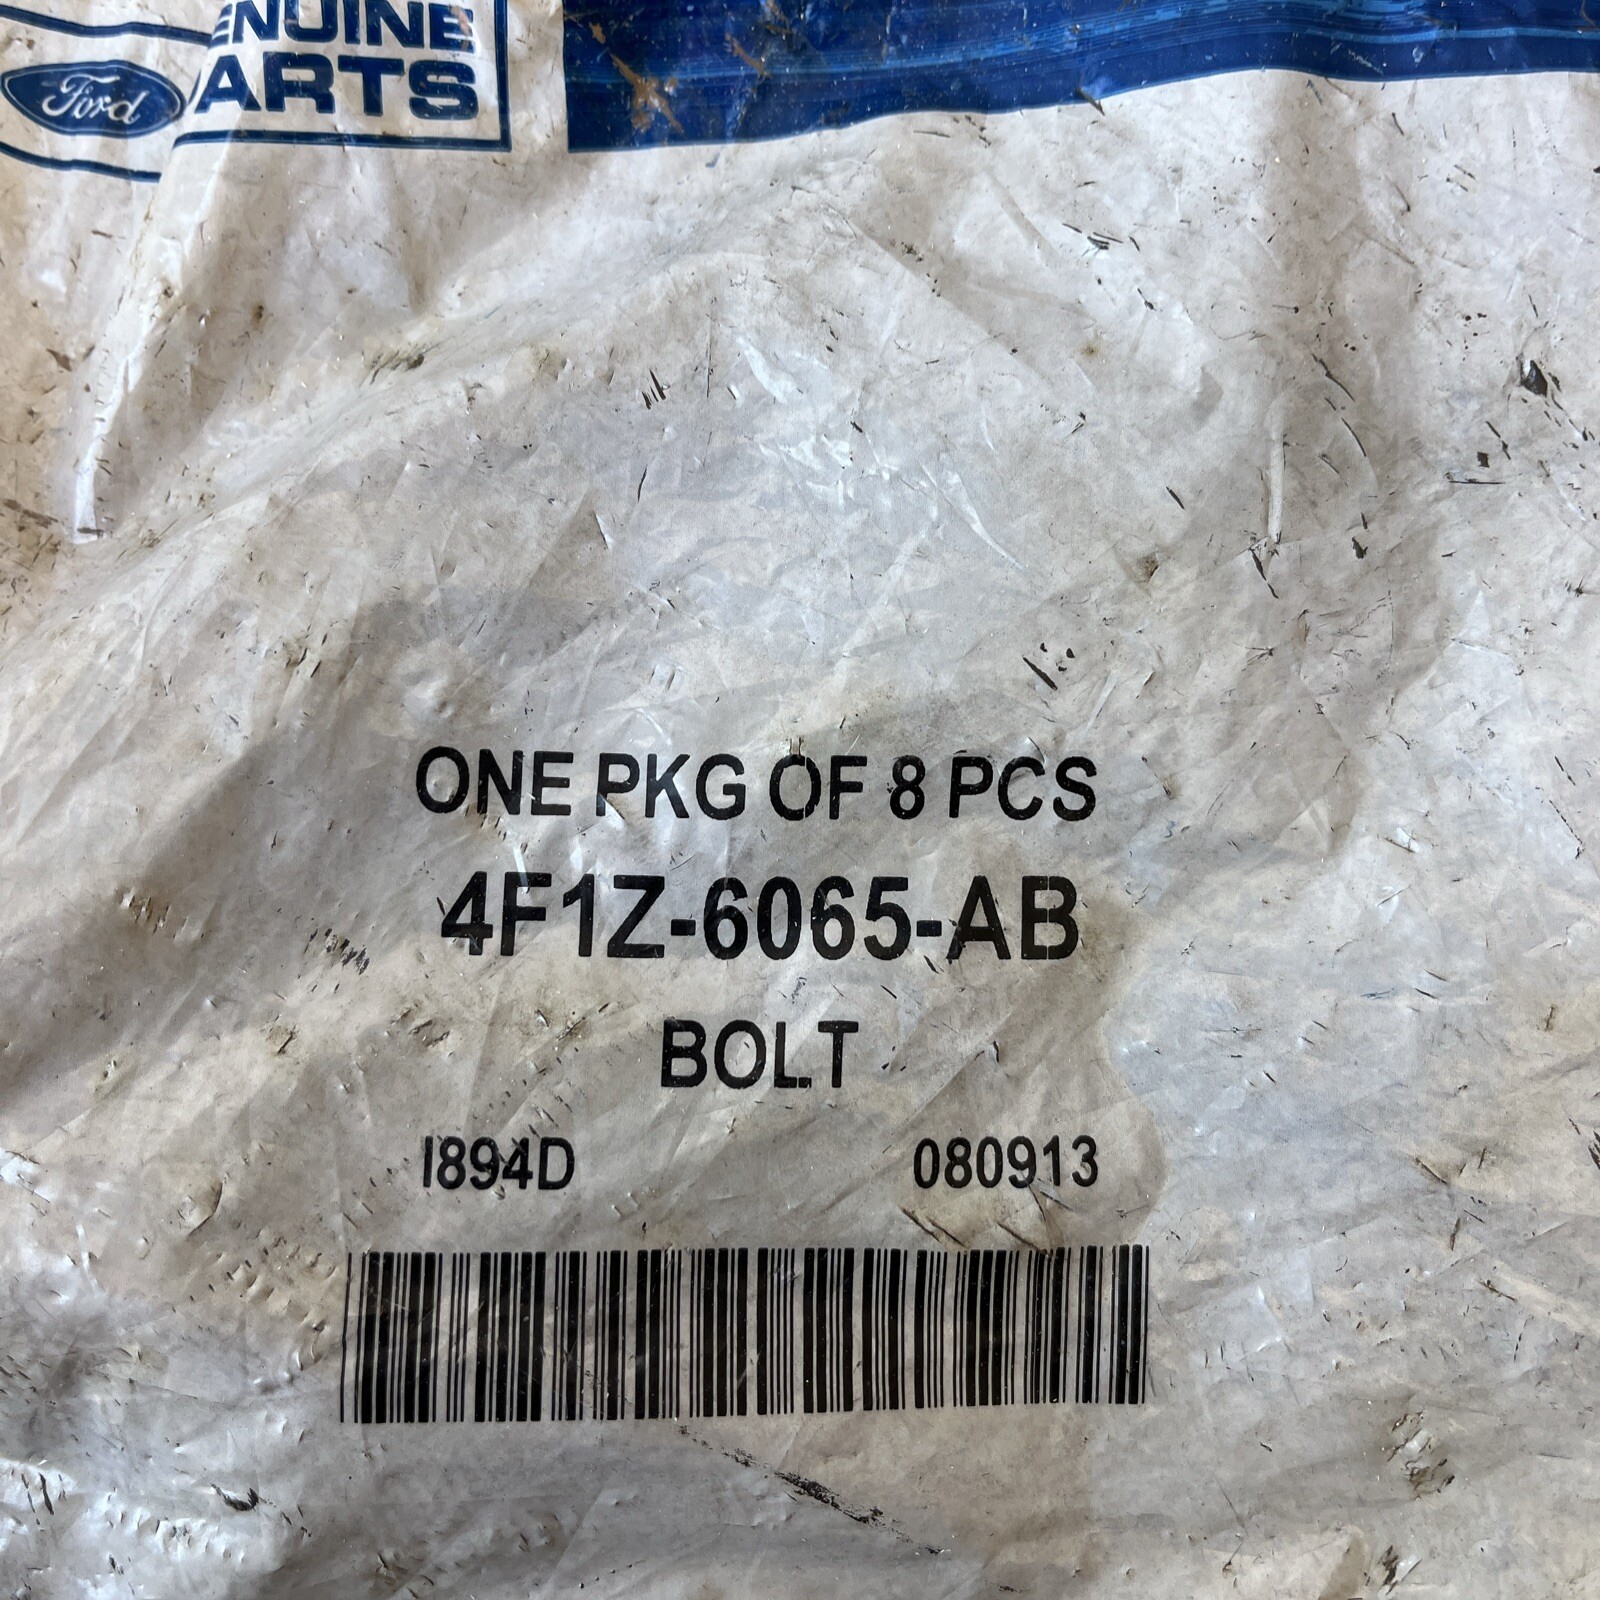 ENUINE
Ford
ARTS
ONE PKG OF 8 PCS
4F1Z-6065-AB
BOLT
I894D 080913